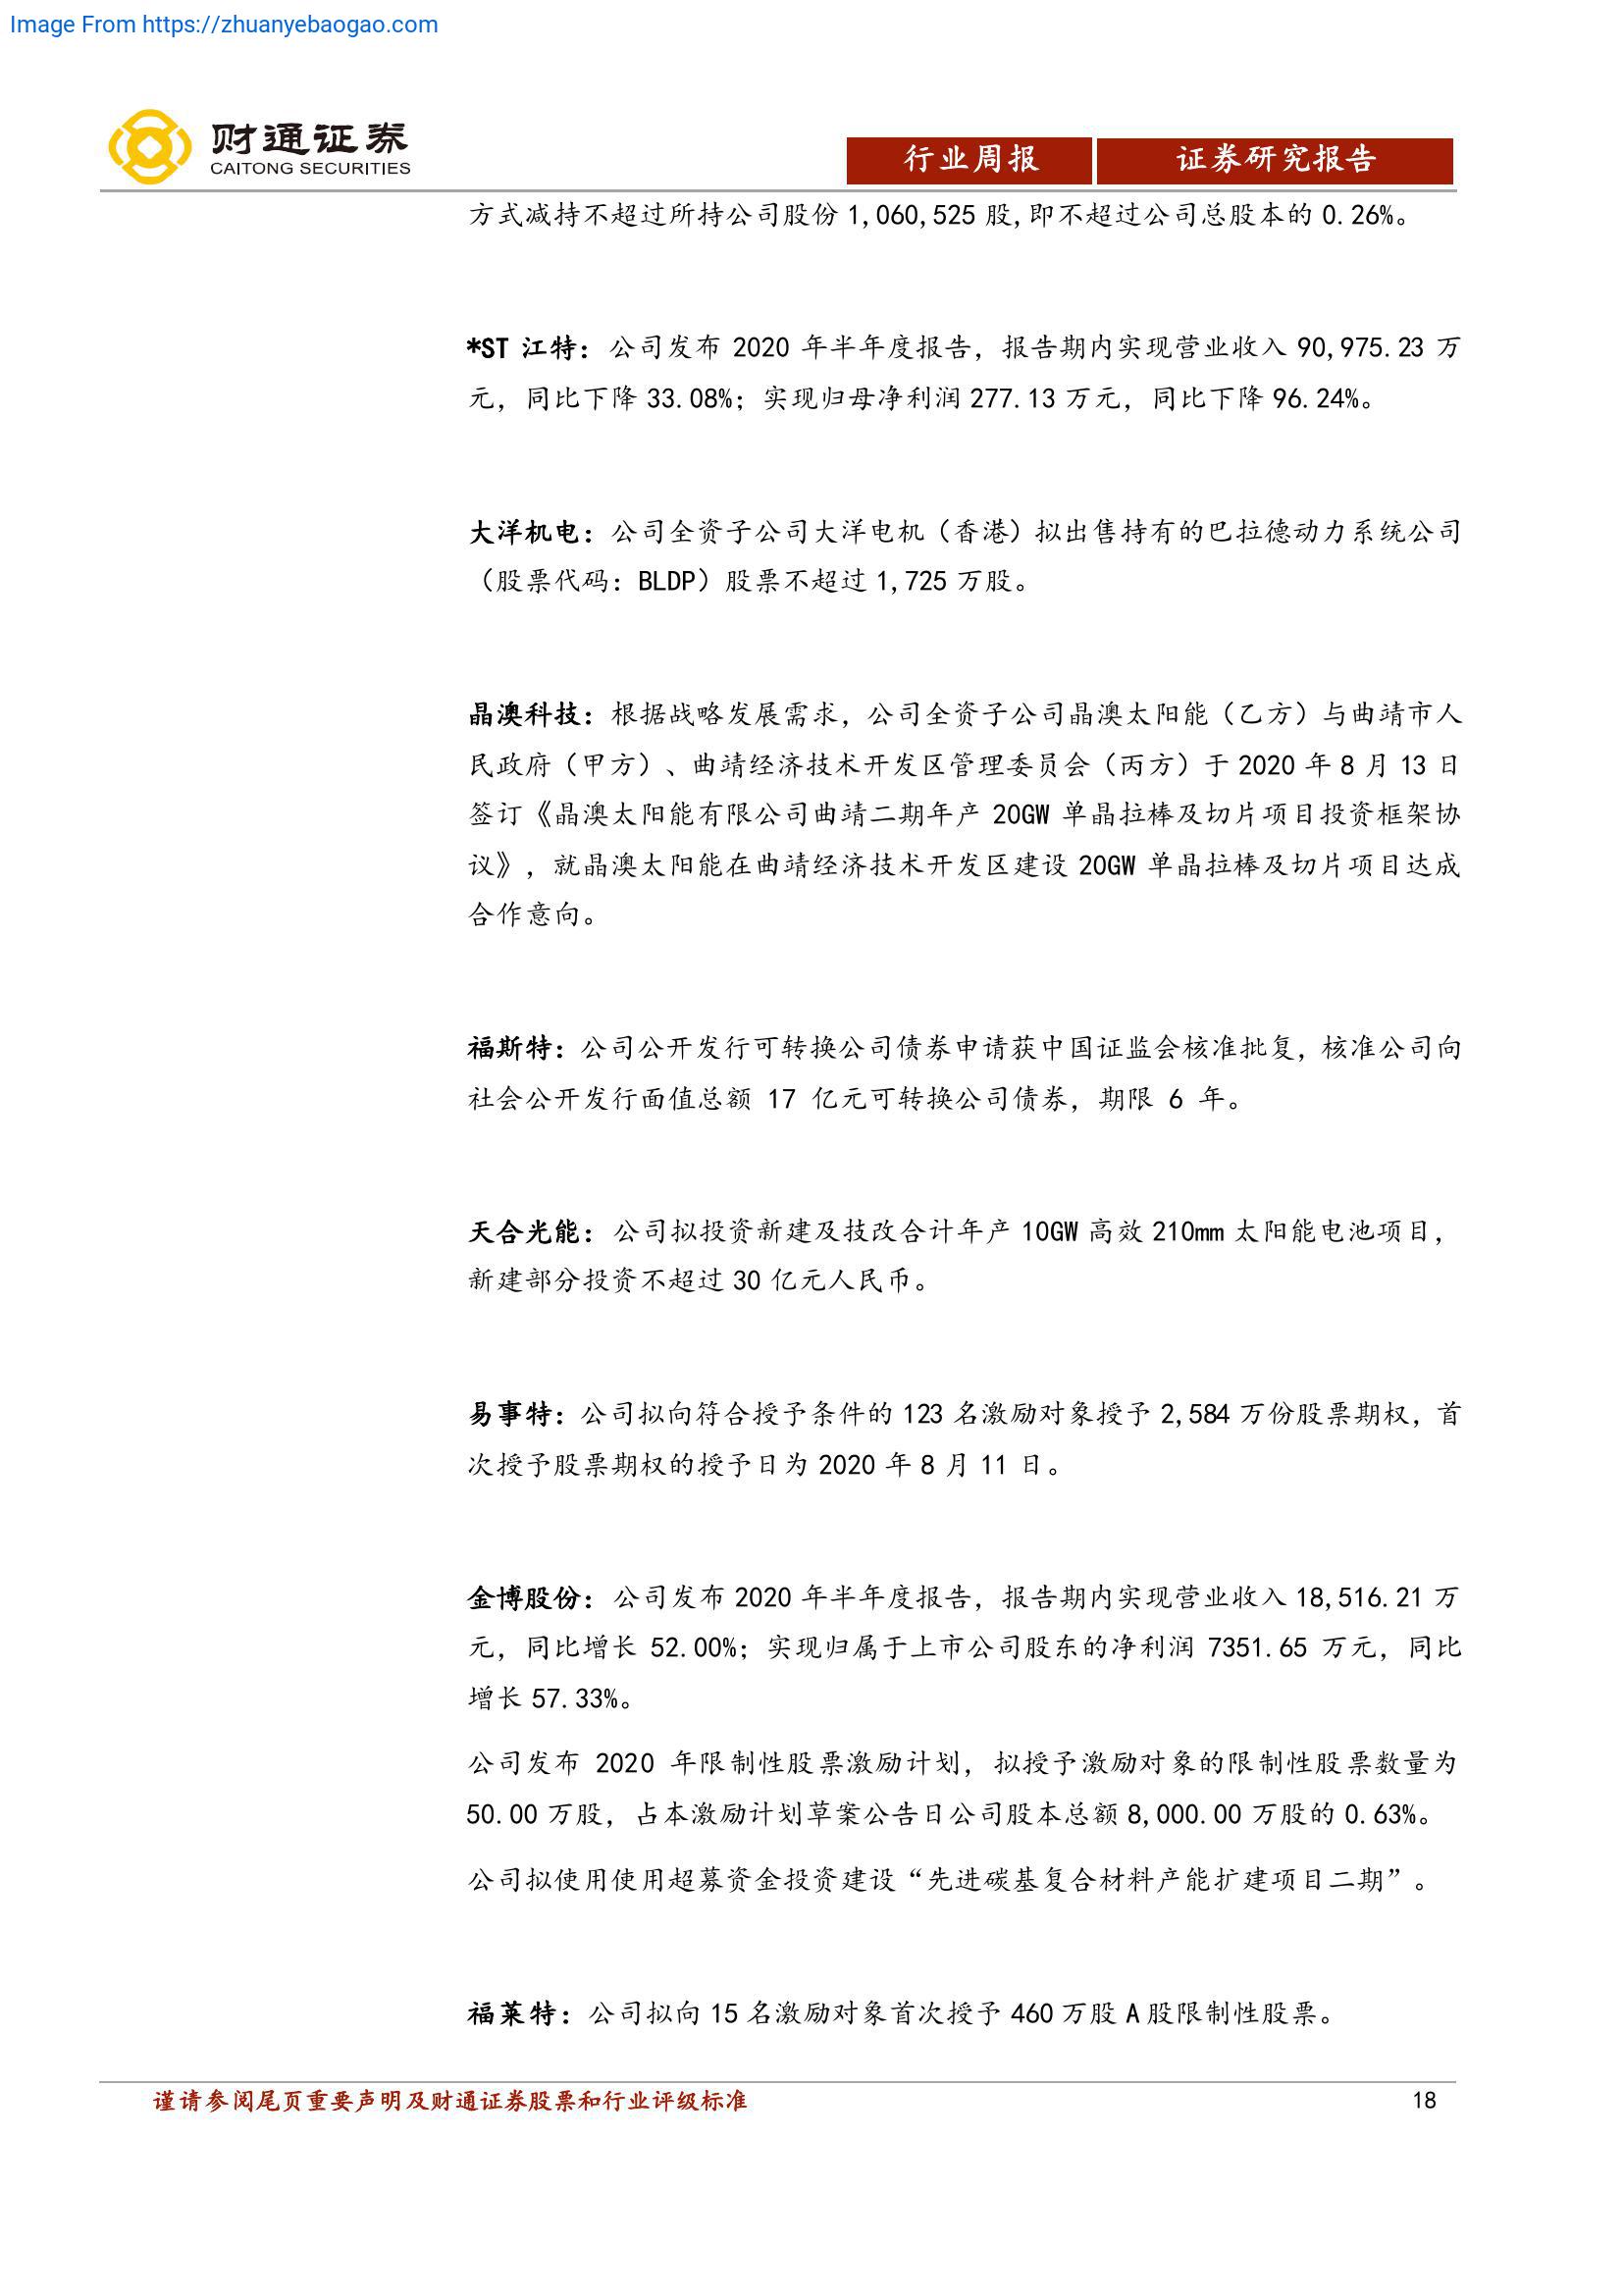 Image From https://zhuanyebaogao.com
财通证券
CAITONG SECURITIES
行业周报
证券研究报告
方式减持不超过所持公司股份 1,060,525 股,即不超过公司总股本的 0.26%。
*ST 江特：公司发布 2020 年半年度报告，报告期内实现营业收入 90,975.23 万
元，同比下降 33.08%；实现归母净利润 277.13 万元，同比下降 96.24%。
大洋机电：公司全资子公司大洋电机（香港）拟出售持有的巴拉德动力系统公司
（股票代码：BLDP）股票不超过 1,725 万股。
晶澳科技：根据战略发展需求，公司全资子公司晶澳太阳能（乙方）与曲靖市人
民政府（甲方）、曲靖经济技术开发区管理委员会（丙方）于 2020 年 8 月 13 日
签订《晶澳太阳能有限公司曲靖二期年产 20GW 单晶拉棒及切片项目投资框架协
议》，就晶澳太阳能在曲靖经济技术开发区建设 20GW 单晶拉棒及切片项目达成
合作意向。
福斯特：公司公开发行可转换公司债券申请获中国证监会核准批复，核准公司向
社会公开发行面值总额 17 亿元可转换公司债券，期限 6 年。
天合光能：公司拟投资新建及技改合计年产 10GW 高效 210mm 太阳能电池项目，
新建部分投资不超过 30 亿元人民币。
易事特：公司拟向符合授予条件的 123 名激励对象授予 2,584 万份股票期权，首
次授予股票期权的授予日为 2020 年 8 月 11 日。
金博股份：公司发布 2020 年半年度报告，报告期内实现营业收入 18,516.21 万
元，同比增长 52.00%；实现归属于上市公司股东的净利润 7351.65 万元，同比
增长 57.33%。
公司发布 2020 年限制性股票激励计划，拟授予激励对象的限制性股票数量为
50.00 万股，占本激励计划草案公告日公司股本总额 8,000.00 万股的 0.63%。
公司拟使用使用超募资金投资建设“先进碳基复合材料产能扩建项目二期”。
福莱特：公司拟向 15 名激励对象首次授予 460 万股 A 股限制性股票。
谨请参阅尾页重要声明及财通证券股票和行业评级标准
18